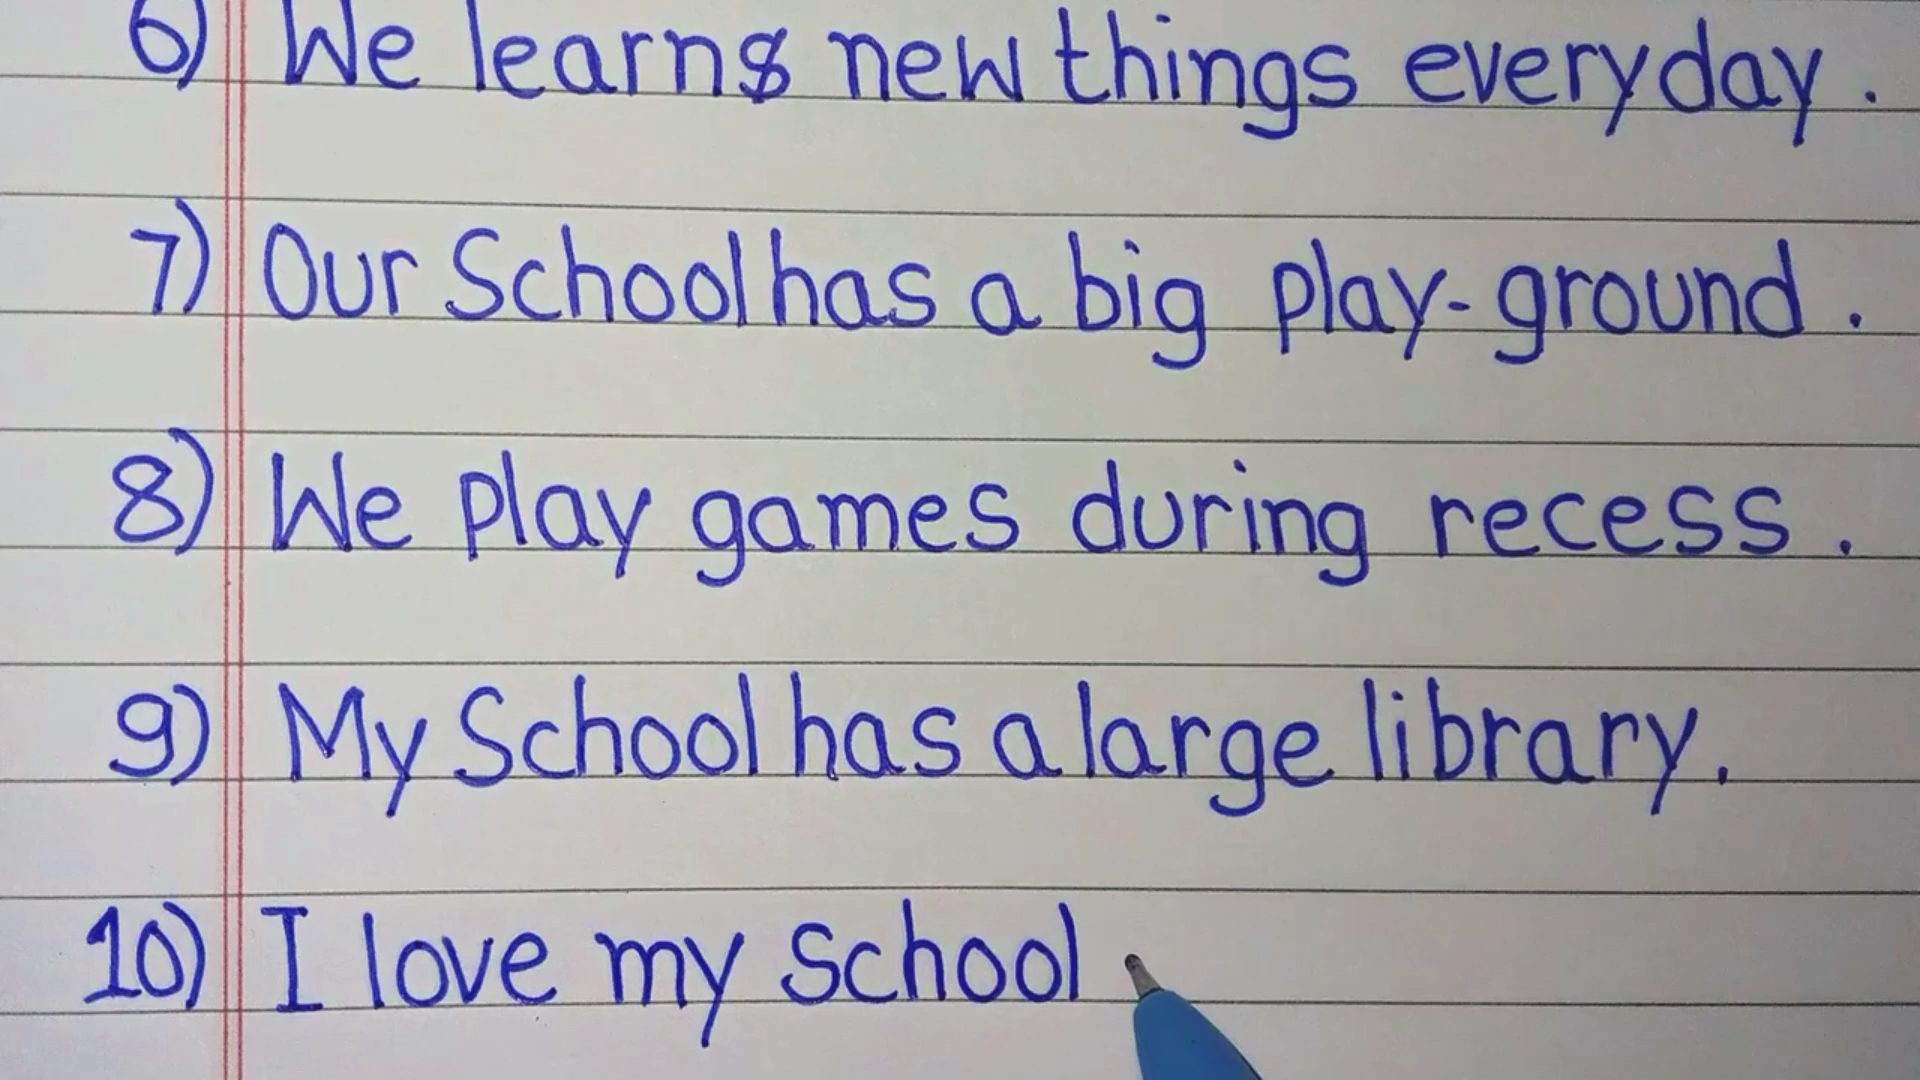 6) We learns new things everyday.
7) Our School has a big play-ground.
8) We play games during recess.
9) My School has a large library.
10) I love my School